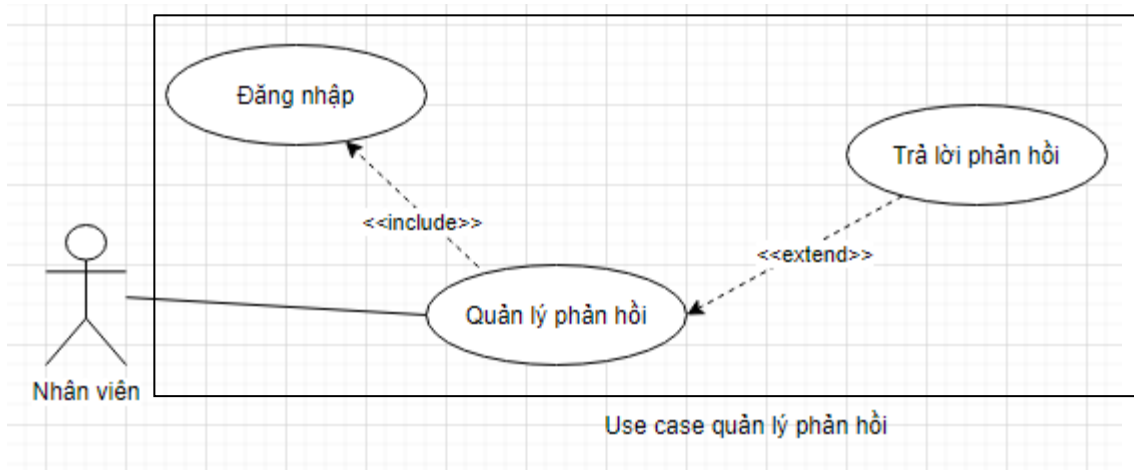 Đăng nhập
Trả lời phản hồi
<<include>>
<<extend>>
Quản lý phản hồi
Nhân viên
Use case quản lý phản hồi